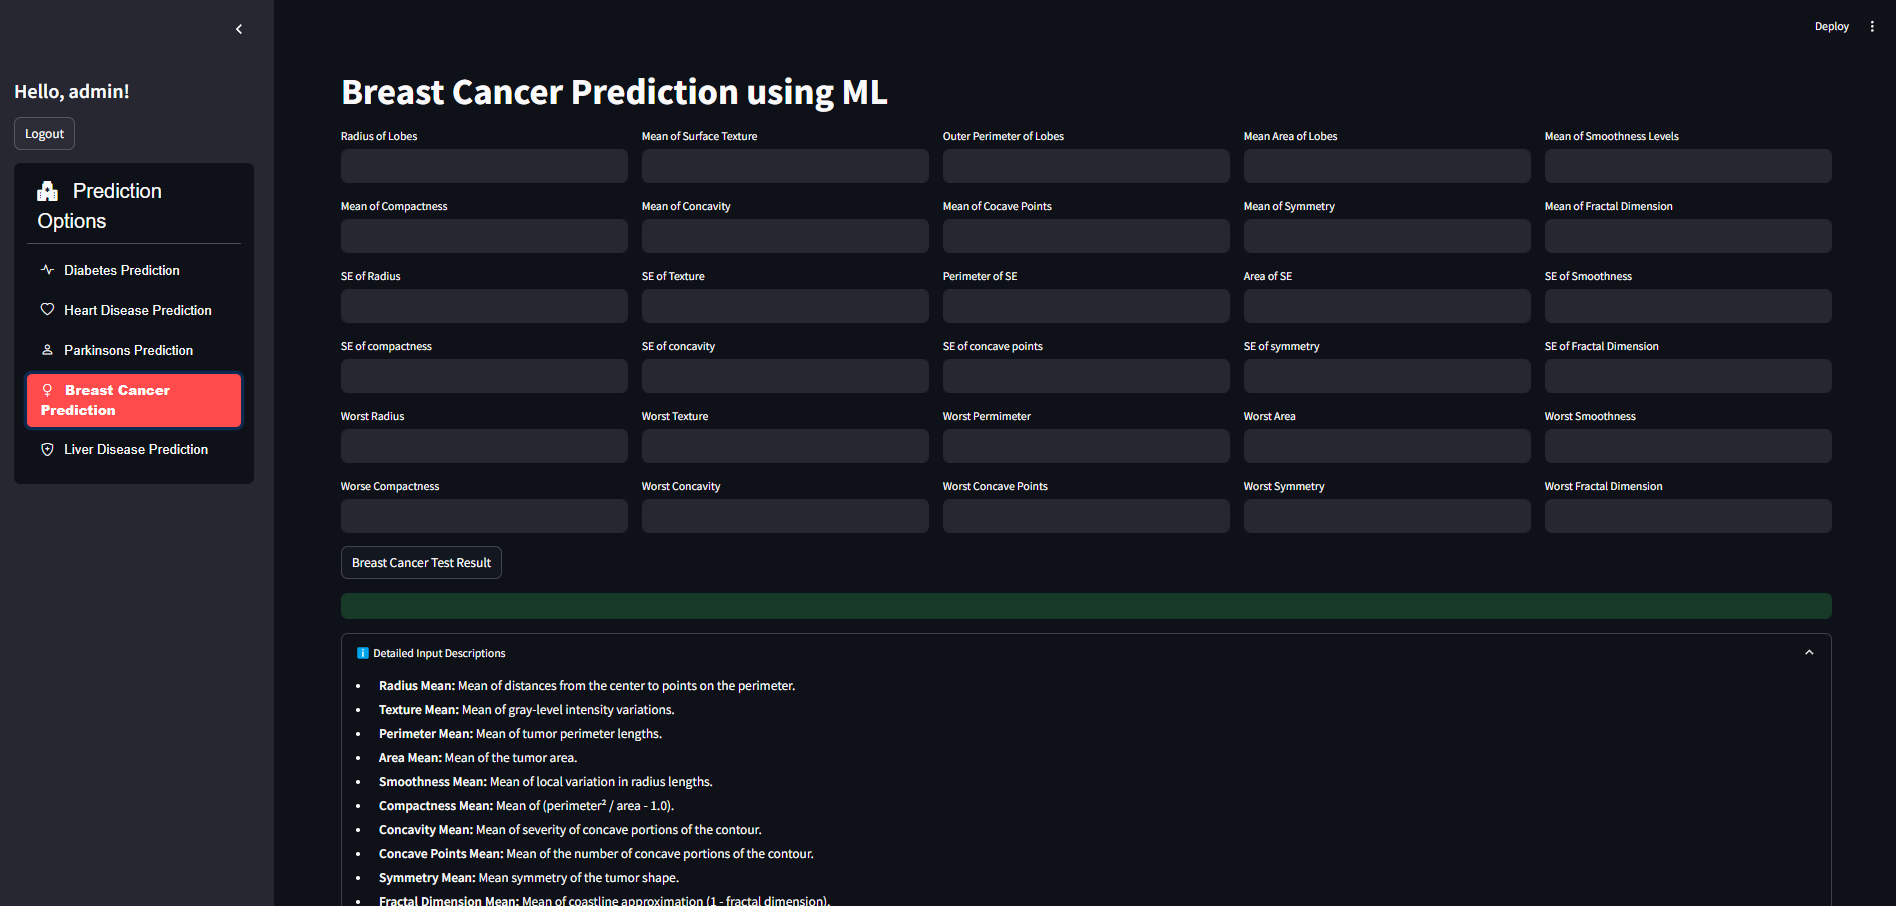 Deploy
Hello, admin!
Logout
Prediction
Options
Diabetes Prediction
Heart Disease Prediction
Parkinsons Prediction
Breast Cancer
Prediction
Liver Disease Prediction
Breast Cancer Prediction using ML
Radius of Lobes Mean of Surface Texture Outer Perimeter of Lobes Mean Area of Lobes Mean of Smoothness Levels
Mean of Compactness Mean of Concavity Mean of Cocave Points Mean of Symmetry Mean of Fractal Dimension
SE of Radius SE of Texture Perimeter of SE Area of SE SE of Smoothness
SE of compactness SE of concavity SE of concave points SE of symmetry SE of Fractal Dimension
Worst Radius Worst Texture Worst Permimeter Worst Area Worst Smoothness
Worse Compactness Worst Concavity Worst Concave Points Worst Symmetry Worst Fractal Dimension
Breast Cancer Test Result
Detailed Input Descriptions
• Radius Mean: Mean of distances from the center to points on the perimeter.
• Texture Mean: Mean of gray-level intensity variations.
• Perimeter Mean: Mean of tumor perimeter lengths.
• Area Mean: Mean of the tumor area.
• Smoothness Mean: Mean of local variation in radius lengths.
• Compactness Mean: Mean of (perimeter² / area - 1.0).
• Concavity Mean: Mean of severity of concave portions of the contour.
• Concave Points Mean: Mean of the number of concave portions of the contour.
• Symmetry Mean: Mean symmetry of the tumor shape.
• Fractal Dimension Mean: Mean of coastline approximation (1 - fractal dimension).